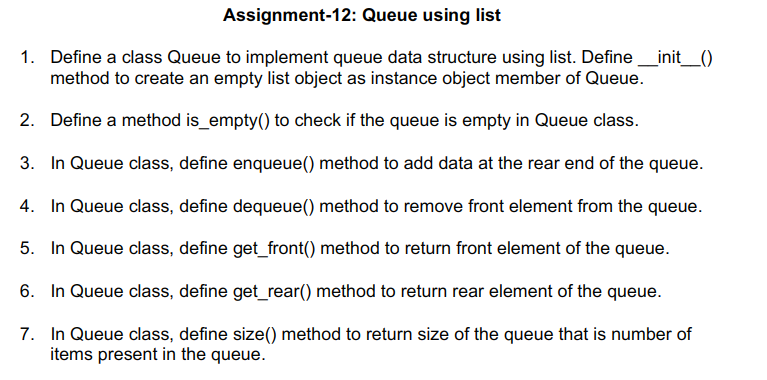 Assignment-12: Queue using list
1. Define a class Queue to implement queue data structure using list. Define __init__()
method to create an empty list object as instance object member of Queue.
2. Define a method is_empty() to check if the queue is empty in Queue class.
3. In Queue class, define enqueue() method to add data at the rear end of the queue.
4. In Queue class, define dequeue() method to remove front element from the queue.
5. In Queue class, define get_front() method to return front element of the queue.
6. In Queue class, define get_rear() method to return rear element of the queue.
7. In Queue class, define size() method to return size of the queue that is number of
items present in the queue.